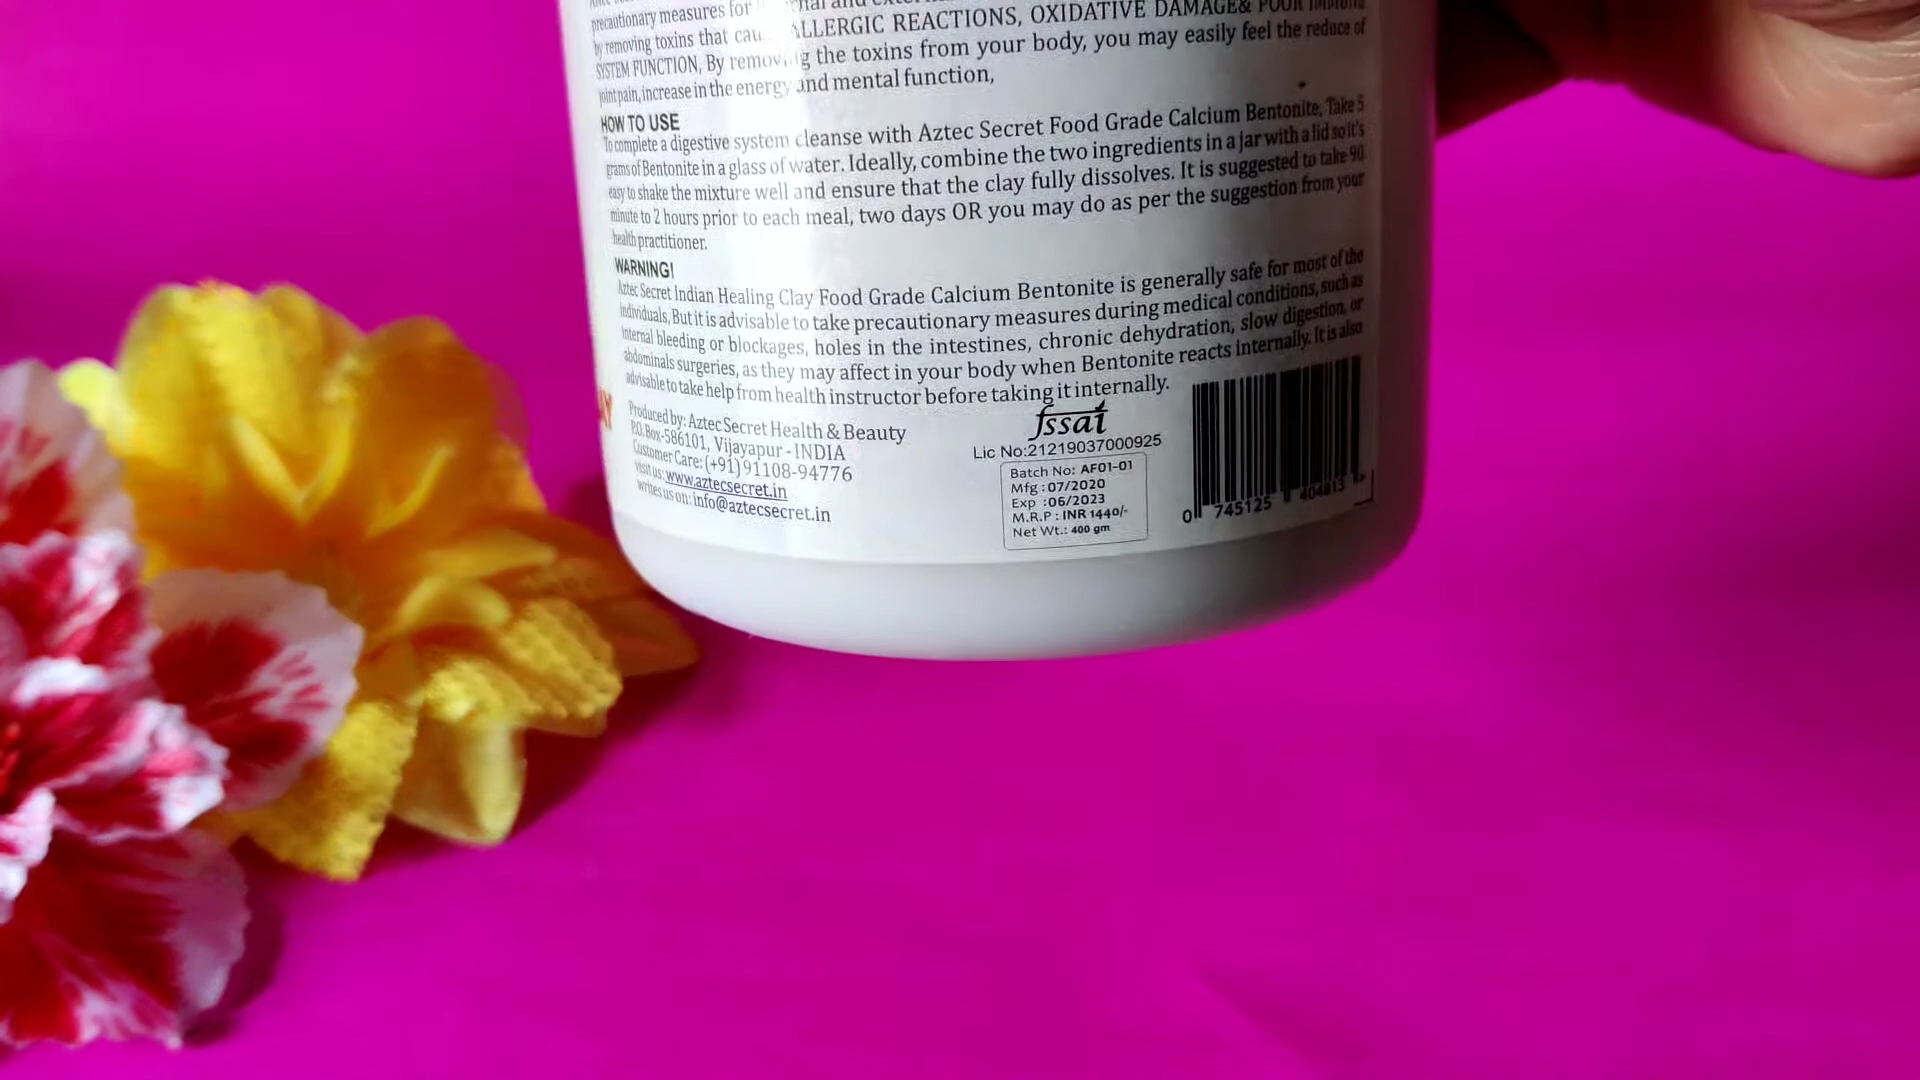 precautionary measures for
by removing toxins that ALLERGIC REACTIONS, OXIDATIVE DAMAGE& POOR IMMUNE
SYSTEM FUNCTION, By removing the toxins from your body, you may easily feel the reduce of
joint pain, increase in the energy and mental function,
HOW TO USE
To complete a digestive system cleanse with Aztec Secret Food Grade Calcium Bentonite, Take 5
grams of Bentonite in a glass of water. Ideally, combine the two ingredients in a jar with a lid so it's
easy to shake the mixture well and ensure that the clay fully dissolves. It is suggested to take 90
minute to 2 hours prior to each meal, two days OR you may do as per the suggestion from your
health practitioner.
WARNING!
Aztec Secret Indian Healing Clay Food Grade Calcium Bentonite is generally safe for most of the
individuals, But it is advisable to take precautionary measures during medical conditions, such as
internal bleeding or blockages, holes in the intestines, chronic dehydration, slow digestion, or
abdominals surgeries, as they may affect in your body when Bentonite reacts internally. It is also
advisable to take help from health instructor before taking it internally.
Produced by: Aztec Secret Health & Beauty
P.O.Box-586101, Vijayapur - INDIA
Customer Care: (+91) 91108-94776
visit us: www.aztecsecret.in
writes us on: info@aztecsecret.in
fssai
Lic No:21219037000925
Batch No: AF01-01
Mfg : 07/2020
Exp : 06/2023
M.R.P : INR 1440/-
Net Wt.: 400 gm
0 745125 404813